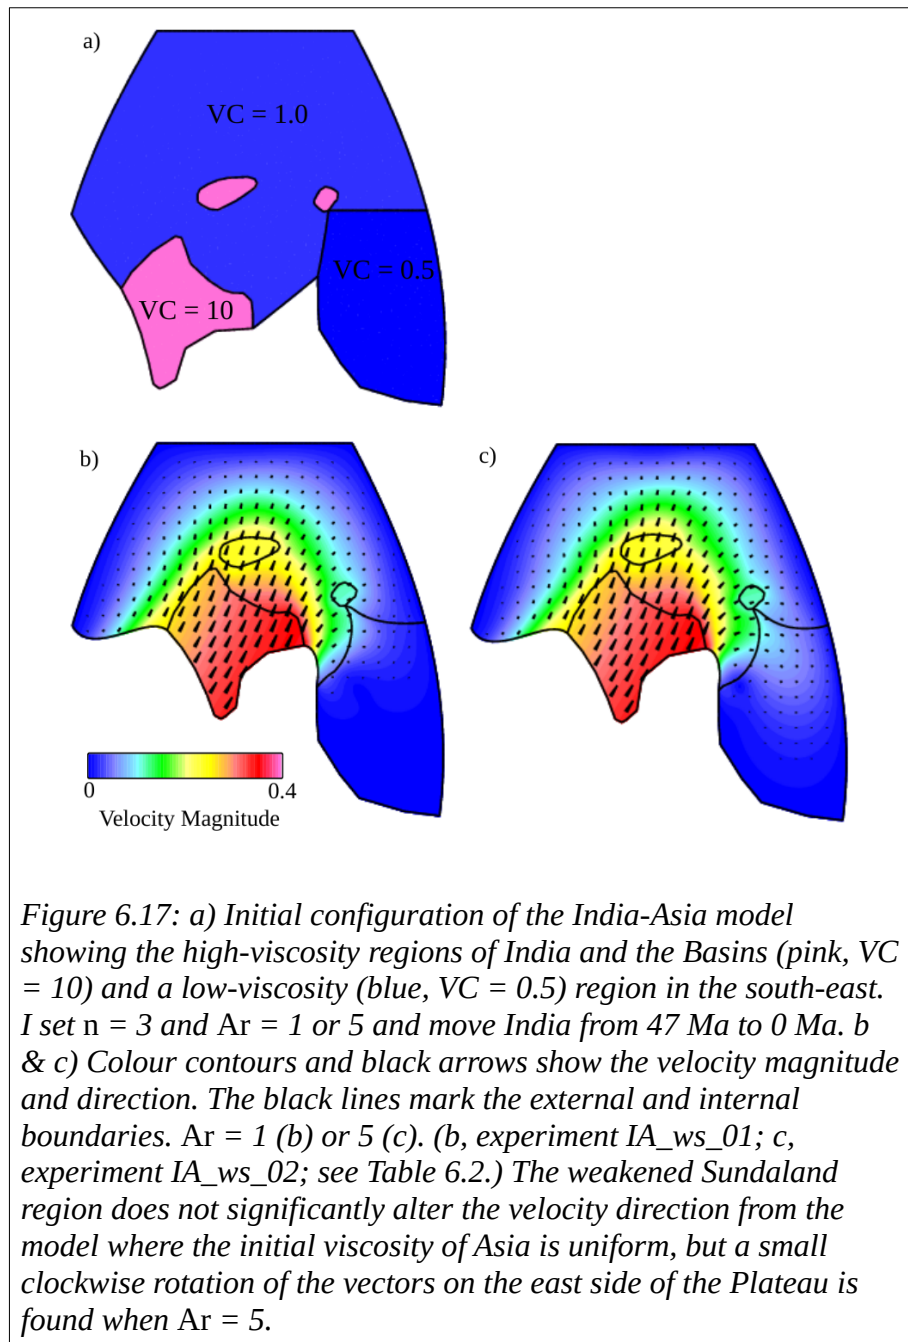 a)
VC = 1.0
VC = 0.5
VC = 10
b)
c)
0
0.4
Velocity Magnitude
Figure 6.17: a) Initial configuration of the India-Asia model
showing the high-viscosity regions of India and the Basins (pink, VC
= 10) and a low-viscosity (blue, VC = 0.5) region in the south-east.
I set n = 3 and Ar = 1 or 5 and move India from 47 Ma to 0 Ma. b
& c) Colour contours and black arrows show the velocity magnitude
and direction. The black lines mark the external and internal
boundaries. Ar = 1 (b) or 5 (c). (b, experiment IA_ws_01; c,
experiment IA_ws_02; see Table 6.2.) The weakened Sundaland
region does not significantly alter the velocity direction from the
model where the initial viscosity of Asia is uniform, but a small
clockwise rotation of the vectors on the east side of the Plateau is
found when Ar = 5.